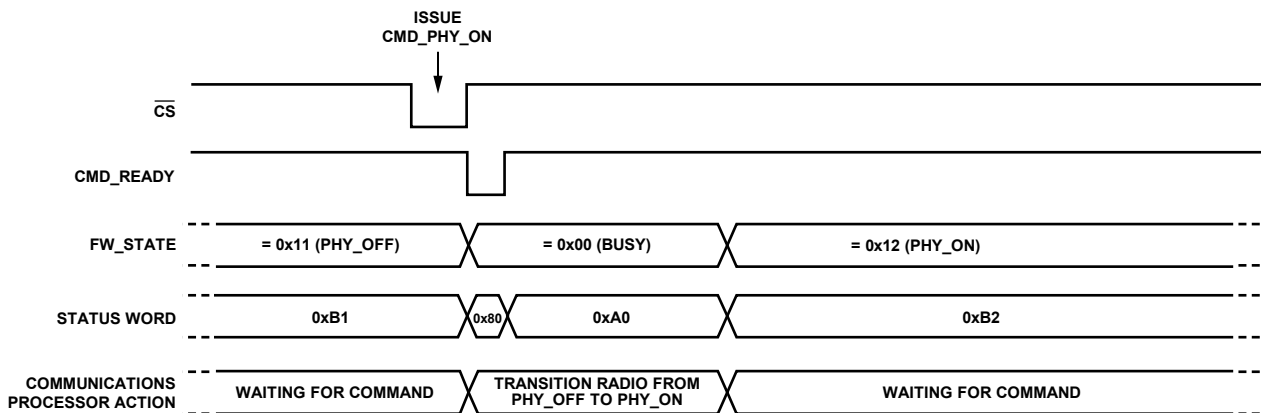 ISSUE
CMD_PHY_ON
CS
CMD_READY
FW_STATE
= 0x11 (PHY_OFF)
= 0x00 (BUSY)
= 0x12 (PHY_ON)
STATUS WORD
0xB1
0x80
0xA0
0xB2
COMMUNICATIONS
PROCESSOR ACTION
WAITING FOR COMMAND
TRANSITION RADIO FROM
PHY_OFF TO PHY_ON
WAITING FOR COMMAND